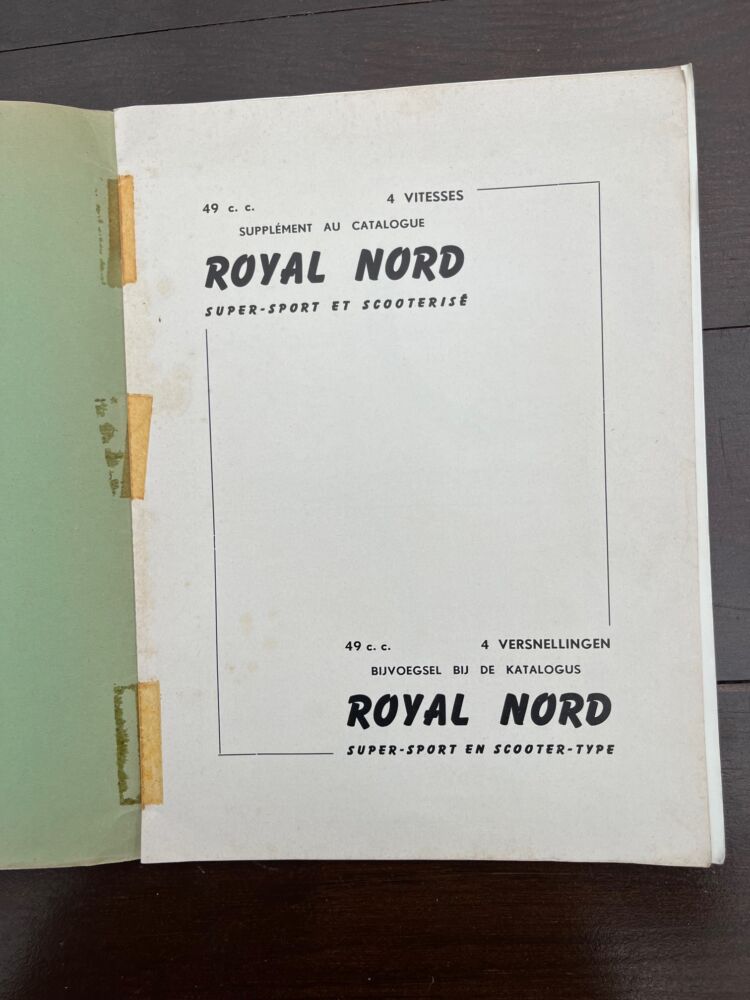 49 c. c. 4 VITESSES
SUPPLÉMENT AU CATALOGUE
ROYAL NORD
SUPER-SPORT ET SCOOTERISÉ
49 c. c. 4 VERSNELLINGEN
BIJVOEGSEL BIJ DE KATALOGUS
ROYAL NORD
SUPER-SPORT EN SCOOTER-TYPE